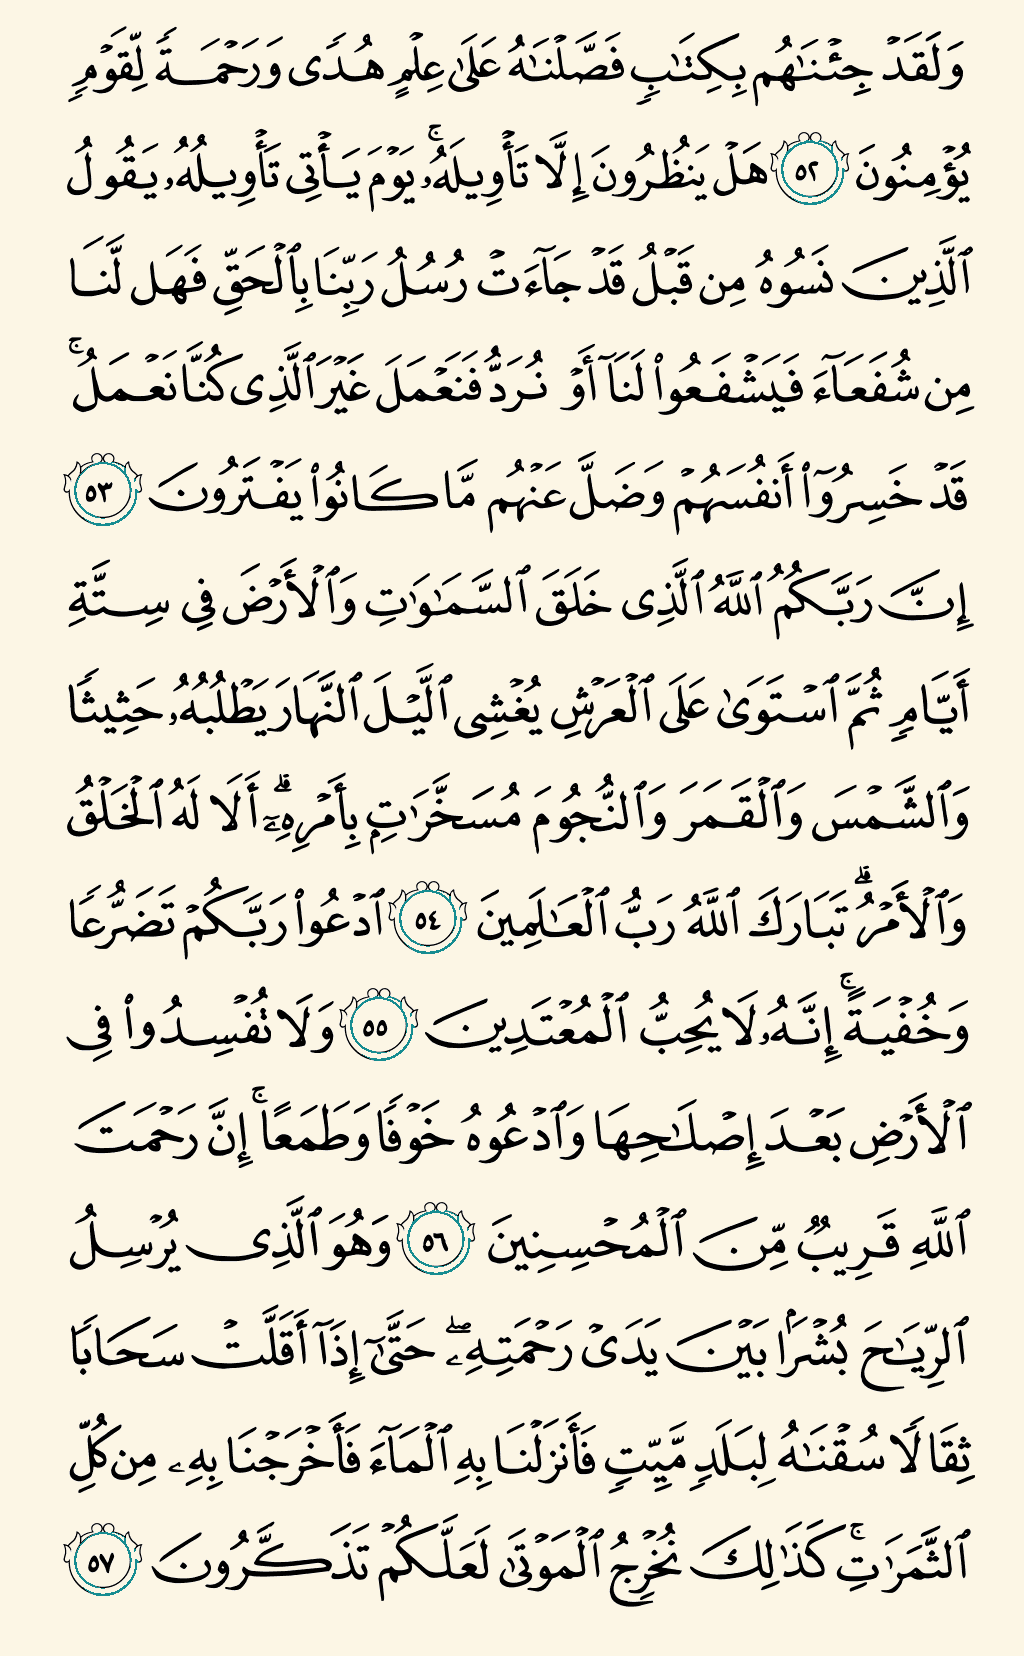 وَلَقَدْ جِئْنَٰهُم بِكِتَٰبٍ فَصَّلْنَٰهُ عَلَىٰ عِلْمٍ هُدًى وَرَحْمَةً لِّقَوْمٍ
يُؤْمِنُونَ ٥٢ هَلْ يَنظُرُونَ إِلَّا تَأْوِيلَهُۥ ۚ يَوْمَ يَأْتِى تَأْوِيلُهُۥ يَقُولُ
ٱلَّذِينَ نَسُوهُ مِن قَبْلُ قَدْ جَآءَتْ رُسُلُ رَبِّنَا بِٱلْحَقِّ فَهَل لَّنَا
مِن شُفَعَآءَ فَيَشْفَعُوا۟ لَنَآ أَوْ نُرَدُّ فَنَعْمَلَ غَيْرَ ٱلَّذِى كُنَّا نَعْمَلُ ۚ
قَدْ خَسِرُوٓا۟ أَنفُسَهُمْ وَضَلَّ عَنْهُم مَّا كَانُوا۟ يَفْتَرُونَ ٥٣
إِنَّ رَبَّكُمُ ٱللَّهُ ٱلَّذِى خَلَقَ ٱلسَّمَٰوَٰتِ وَٱلْأَرْضَ فِى سِتَّةِ
أَيَّامٍ ثُمَّ ٱسْتَوَىٰ عَلَى ٱلْعَرْشِ يُغْشِى ٱلَّيْلَ ٱلنَّهَارَ يَطْلُبُهُۥ حَثِيثًا
وَٱلشَّمْسَ وَٱلْقَمَرَ وَٱلنُّجُومَ مُسَخَّرَٰتٍۭ بِأَمْرِهِۦٓ ۗ أَلَا لَهُ ٱلْخَلْقُ
وَٱلْأَمْرُ ۗ تَبَارَكَ ٱللَّهُ رَبُّ ٱلْعَٰلَمِينَ ٥٤ ٱدْعُوا۟ رَبَّكُمْ تَضَرُّعًا
وَخُفْيَةً ۚ إِنَّهُۥ لَا يُحِبُّ ٱلْمُعْتَدِينَ ٥٥ وَلَا تُفْسِدُوا۟ فِى
ٱلْأَرْضِ بَعْدَ إِصْلَٰحِهَا وَٱدْعُوهُ خَوْفًا وَطَمَعًا ۚ إِنَّ رَحْمَتَ
ٱللَّهِ قَرِيبٌ مِّنَ ٱلْمُحْسِنِينَ ٥٦ وَهُوَ ٱلَّذِى يُرْسِلُ
ٱلرِّيَٰحَ بُشْرًۢا بَيْنَ يَدَىْ رَحْمَتِهِۦ ۖ حَتَّىٰٓ إِذَآ أَقَلَّتْ سَحَابًا
ثِقَالًا سُقْنَٰهُ لِبَلَدٍ مَّيِّتٍ فَأَنزَلْنَا بِهِ ٱلْمَآءَ فَأَخْرَجْنَا بِهِۦ مِن كُلِّ
ٱلثَّمَرَٰتِ ۚ كَذَٰلِكَ نُخْرِجُ ٱلْمَوْتَىٰ لَعَلَّكُمْ تَذَكَّرُونَ ٥٧